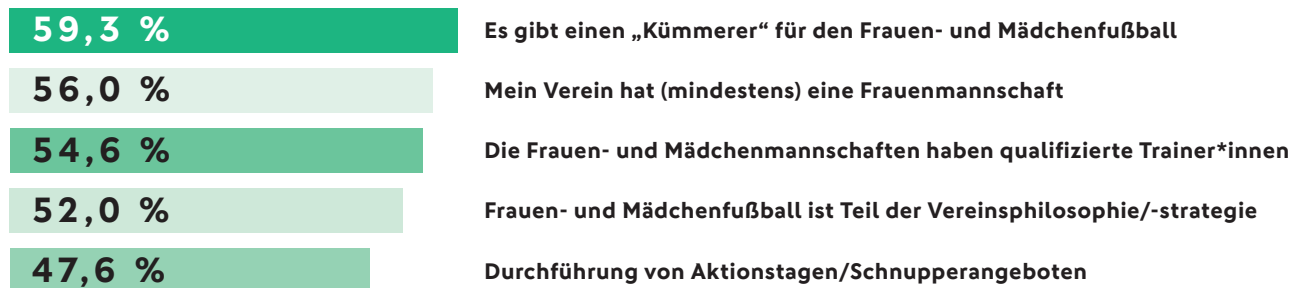 59,3 % Es gibt einen „Kümmerer“ für den Frauen- und Mädchenfußball
56,0 % Mein Verein hat (mindestens) eine Frauenmannschaft
54,6 % Die Frauen- und Mädchenmannschaften haben qualifizierte Trainer*innen
52,0 % Frauen- und Mädchenfußball ist Teil der Vereinsphilosophie/-strategie
47,6 % Durchführung von Aktionstagen/Schnupperangeboten